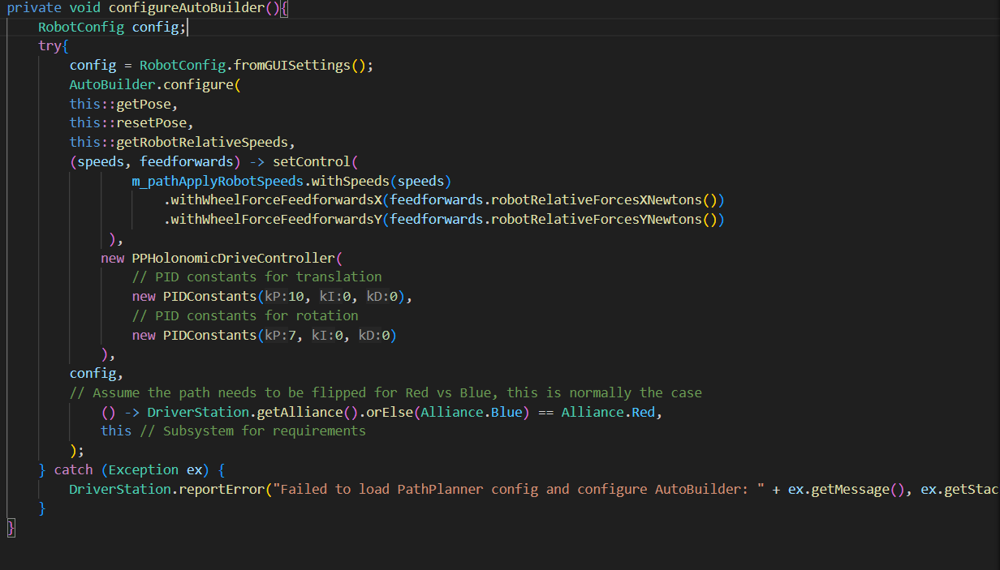 private void configureAutoBuilder(){
RobotConfig config;
try{
config = RobotConfig.fromGUISettings();
AutoBuilder.configure(
this::getPose,
this::resetPose,
this::getRobotRelativeSpeeds,
(speeds, feedforwards) -> setControl(
m_pathApplyRobotSpeeds.withSpeeds(speeds)
.withWheelForceFeedforwardsX(feedforwards.robotRelativeForcesXNewtons())
.withWheelForceFeedforwardsY(feedforwards.robotRelativeForcesYNewtons())
),
new PPHolonomicDriveController(
// PID constants for translation
new PIDConstants(kP:10, kI:0, kD:0),
// PID constants for rotation
new PIDConstants(kP:7, kI:0, kD:0)
),
config,
// Assume the path needs to be flipped for Red vs Blue, this is normally the case
() -> DriverStation.getAlliance().orElse(Alliance.Blue) == Alliance.Red,
this // Subsystem for requirements
);
} catch (Exception ex) {
DriverStation.reportError("Failed to load PathPlanner config and configure AutoBuilder: " + ex.getMessage(), ex.getStac
}
}